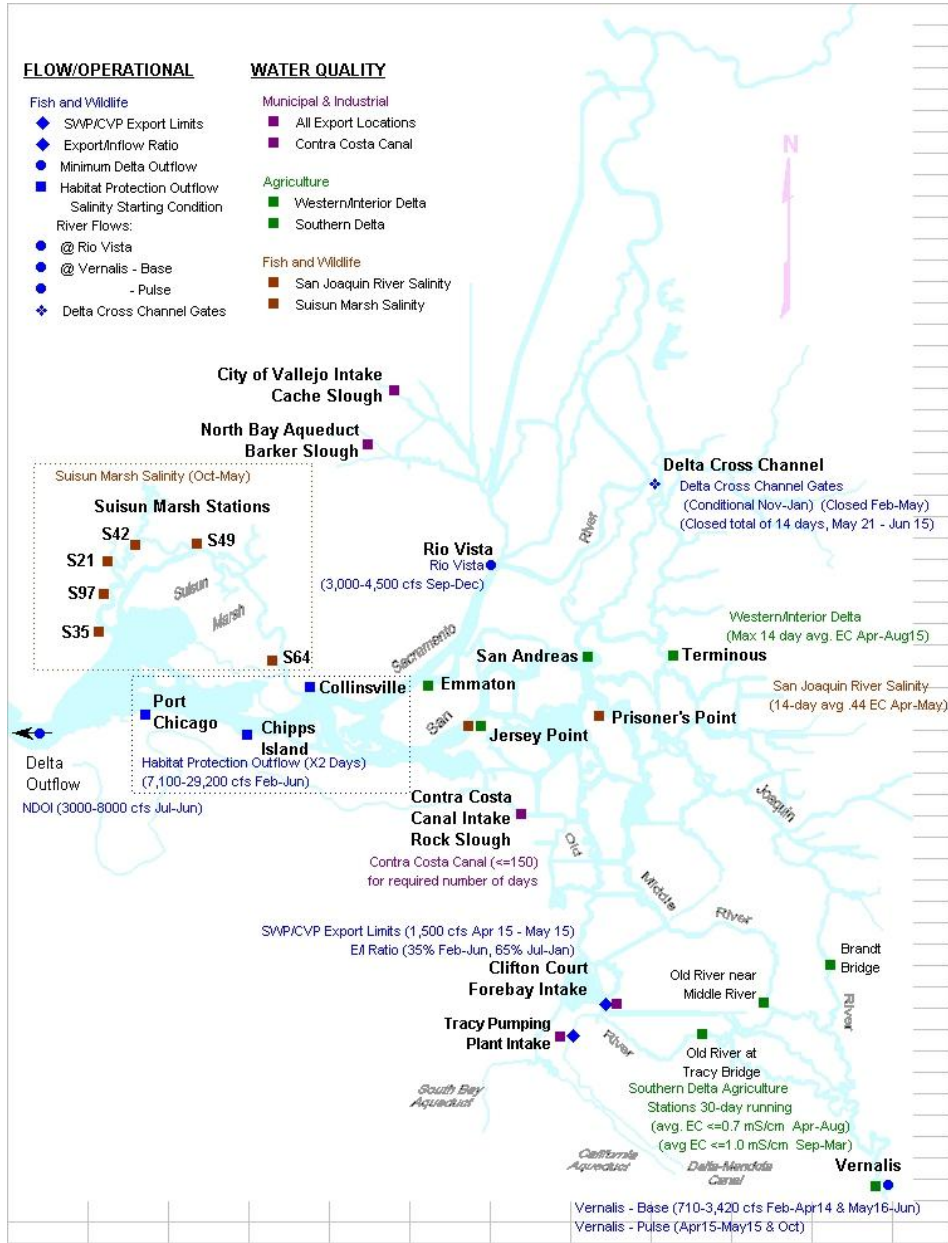 FLOW/OPERATIONAL
Fish and Wildlife
SWP/CVP Export Limits
Export/Inflow Ratio
Minimum Delta Outflow
Habitat Protection Outflow
Salinity Starting Condition
River Flows:
@ Rio Vista
@ Vernalis - Base
- Pulse
Delta Cross Channel Gates
WATER QUALITY
Municipal & Industrial
All Export Locations
Contra Costa Canal
Agriculture
Western/Interior Delta
Southern Delta
Fish and Wildlife
San Joaquin River Salinity
Suisun Marsh Salinity
N
City of Vallejo Intake
Cache Slough
North Bay Aqueduct
Barker Slough
Delta Cross Channel
Delta Cross Channel Gates
(Conditional Nov-Jan) (Closed Feb-May)
(Closed total of 14 days, May 21 - Jun 15)
Suisun Marsh Salinity (Oct-May)
Suisun Marsh Stations
S42
S49
S21
S97
S35
S64
Suisun
Marsh
River
Rio Vista
Rio Vista
(3,000-4,500 cfs Sep-Dec)
Sacramento
Western/Interior Delta
(Max 14 day avg. EC Apr-Aug15)
San Andreas
Terminous
Collinsville
Emmaton
San Joaquin River Salinity
(14-day avg .44 EC Apr-May)
Port
Chicago
Chipps
Island
San
Jersey Point
Prisoner's Point
Delta
Outflow
NDOI (3000-8000 cfs Jul-Jun)
Habitat Protection Outflow (X2 Days)
(7,100-29,200 cfs Feb-Jun)
Contra Costa
Canal Intake
Rock Slough
Contra Costa Canal (<=150)
for required number of days
Joaquin
Old
Middle
River
SWP/CVP Export Limits (1,500 cfs Apr 15 - May 15)
E/I Ratio (35% Feb-Jun, 65% Jul-Jan)
Clifton Court
Forebay Intake
Brandt
Bridge
Old River near
Middle River
River
Tracy Pumping
Plant Intake
River
Old River at
Tracy Bridge
South Bay
Aqueduct
Southern Delta Agriculture
Stations 30-day running
(avg. EC <=0.7 mS/cm Apr-Aug)
(avg EC <=1.0 mS/cm Sep-Mar)
California
Aqueduct
Delta-Mendota
Canal
Vernalis
Vernalis - Base (710-3,420 cfs Feb-Apr14 & May16-Jun)
Vernalis - Pulse (Apr15-May15 & Oct)